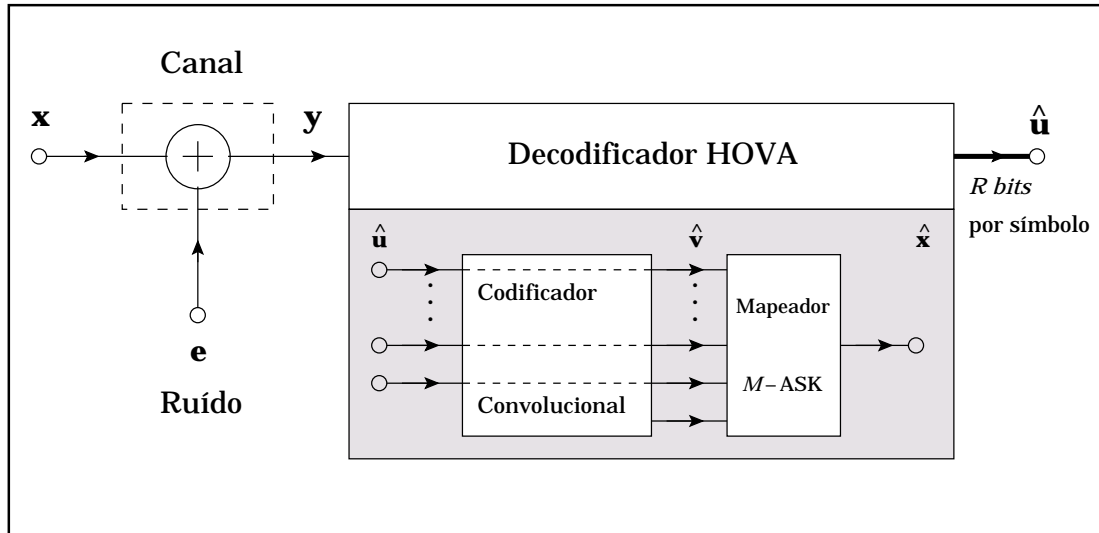 Canal
x
y
Decodificador HOVA
û
R bits
por símbolo
û
v̂
x̂
Codificador
Mapeador
e
M–ASK
Convolucional
Ruído